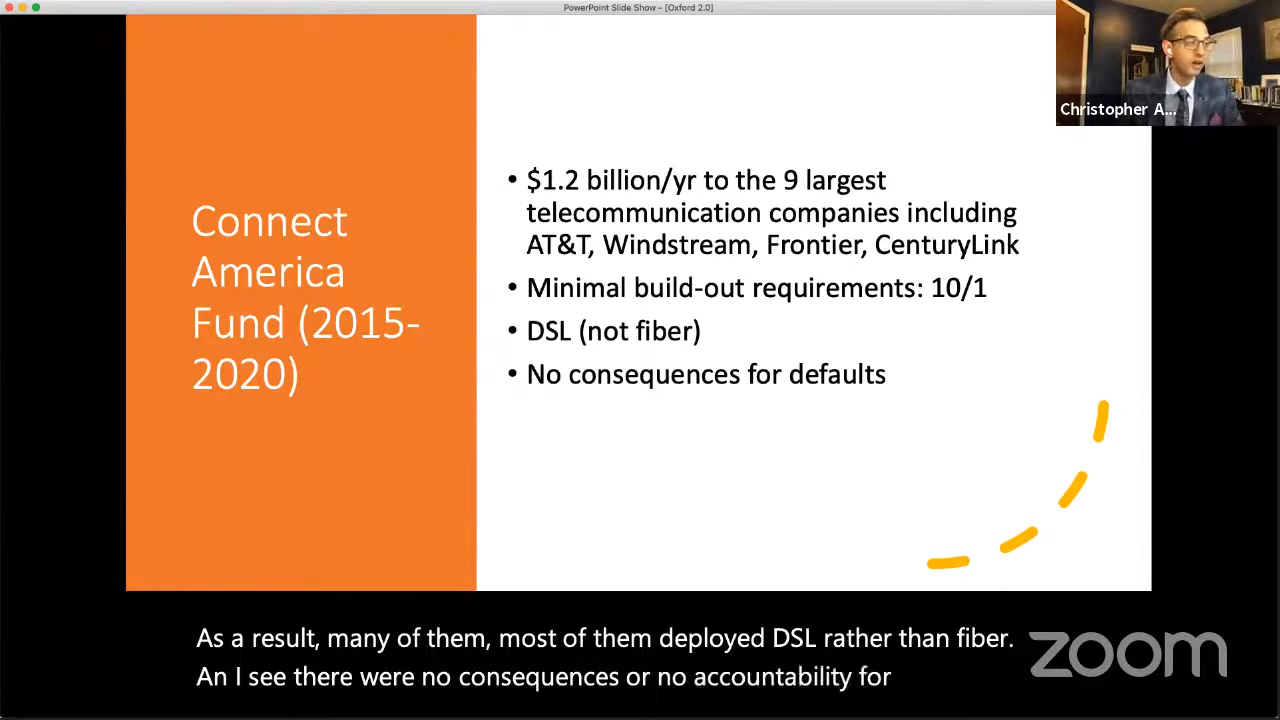 PowerPoint Slide Show - [Oxford 2.0]
Christopher A...
Connect
America
Fund (2015-
2020)
• $1.2 billion/yr to the 9 largest
telecommunication companies including
AT&T, Windstream, Frontier, CenturyLink
• Minimal build-out requirements: 10/1
• DSL (not fiber)
• No consequences for defaults
As a result, many of them, most of them deployed DSL rather than fiber.
An I see there were no consequences or no accountability for
zoom